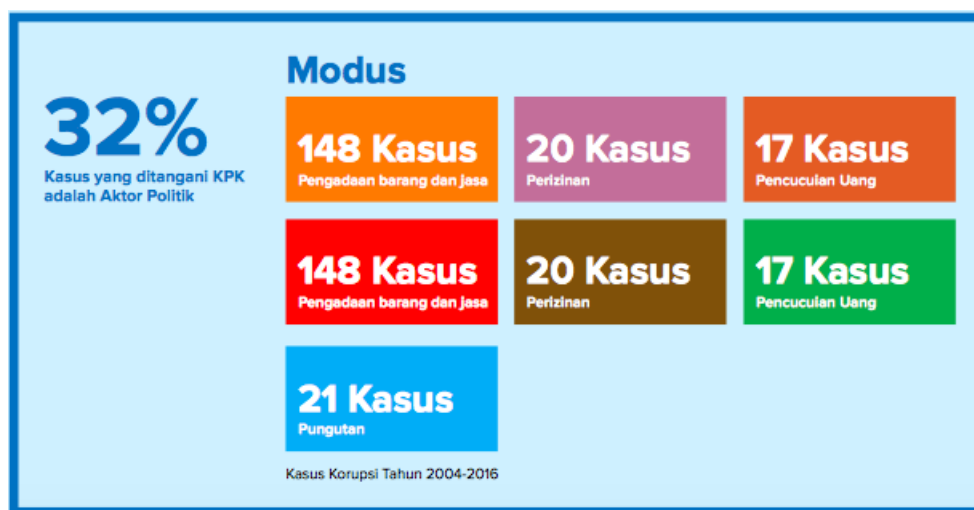 32%
Kasus yang ditangani KPK
adalah Aktor Politik
Modus
148 Kasus
Pengadaan barang dan jasa
20 Kasus
Perizinan
17 Kasus
Pencuculan Uang
148 Kasus
Pengadaan barang dan jasa
20 Kasus
Perizinan
17 Kasus
Pencuculan Uang
21 Kasus
Pungutan
Kasus Korupsi Tahun 2004-2016